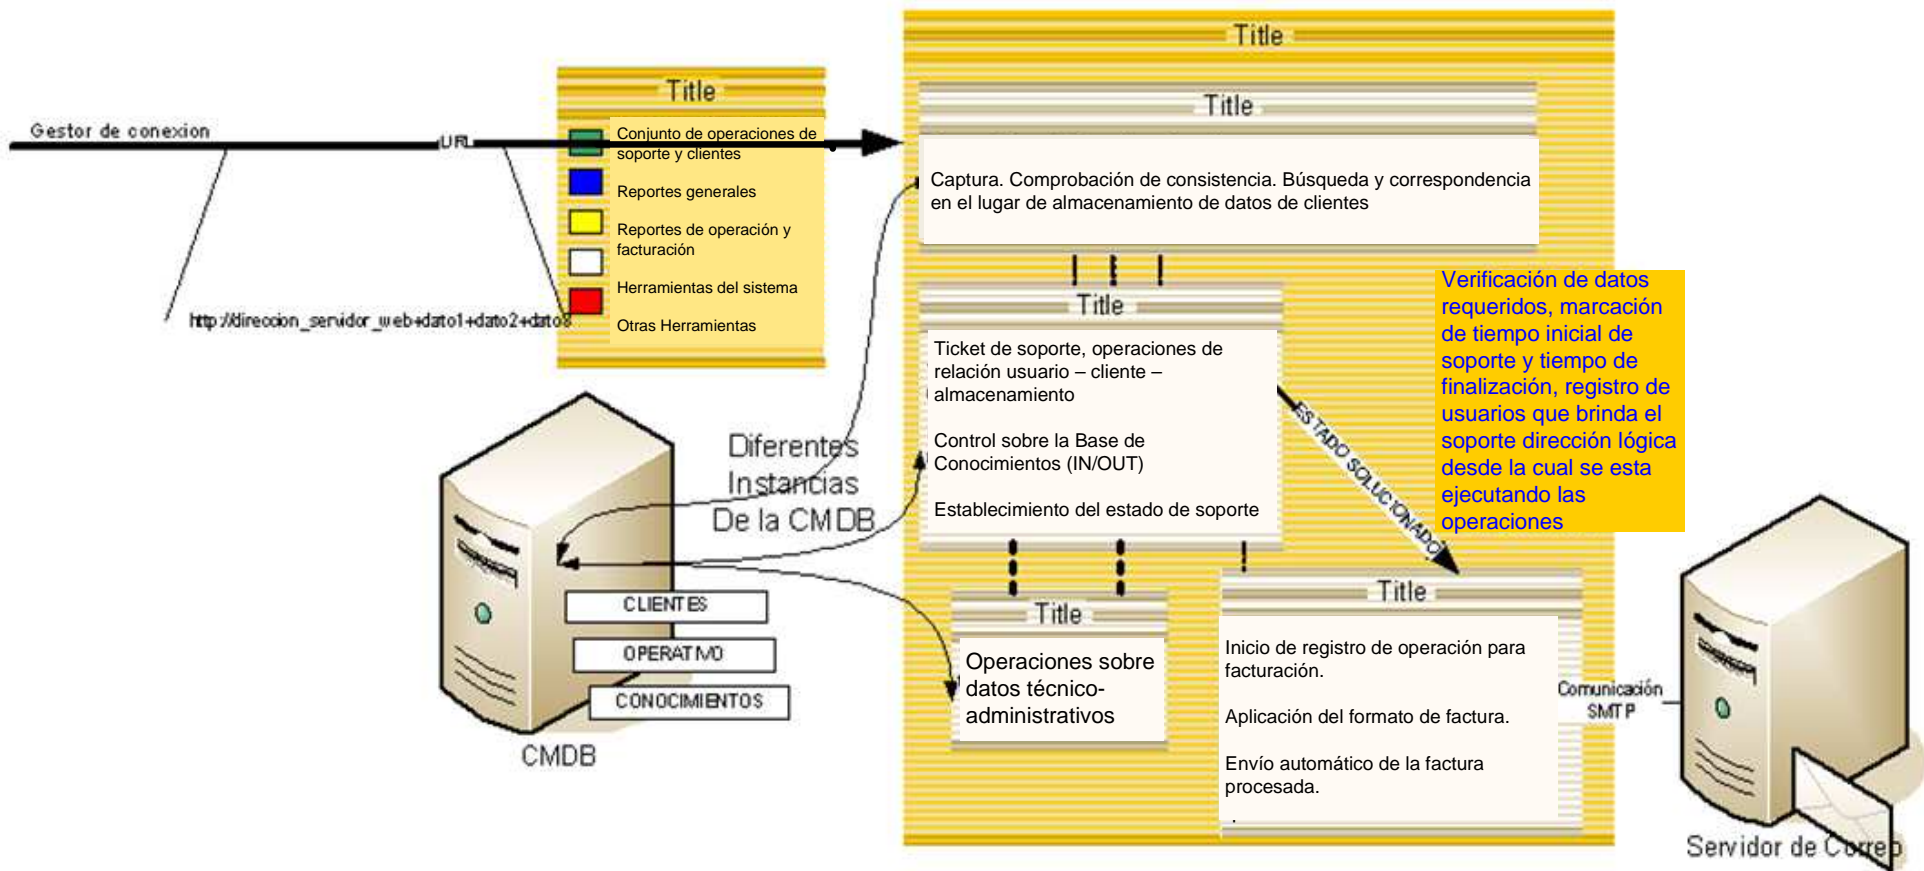 Gestor de conexion
URL
http://direccion_servidor_web+dato1+dato2+dato3
Title
Conjunto de operaciones de
soporte y clientes
Reportes generales
Reportes de operación y
facturación
Herramientas del sistema
Otras Herramientas
Title
Title
Captura. Comprobación de consistencia. Búsqueda y correspondencia
en el lugar de almacenamiento de datos de clientes
Title
Ticket de soporte, operaciones de
relación usuario – cliente –
almacenamiento
Control sobre la Base de
Conocimientos (IN/OUT)
Establecimiento del estado de soporte
ESTADO SOLUCIONADO
Verificación de datos
requeridos, marcación
de tiempo inicial de
soporte y tiempo de
finalización, registro de
usuarios que brinda el
soporte dirección lógica
desde la cual se esta
ejecutando las
operaciones
Diferentes
Instancias
De la CMDB
CLIENTES
OPERATIVO
CONOCIMIENTOS
CMDB
Title
Operaciones sobre
datos técnico-
administrativos
Title
Inicio de registro de operación para
facturación.
Aplicación del formato de factura.
Envío automático de la factura
procesada.
.
Comunicación
SMTP
Servidor de Correo